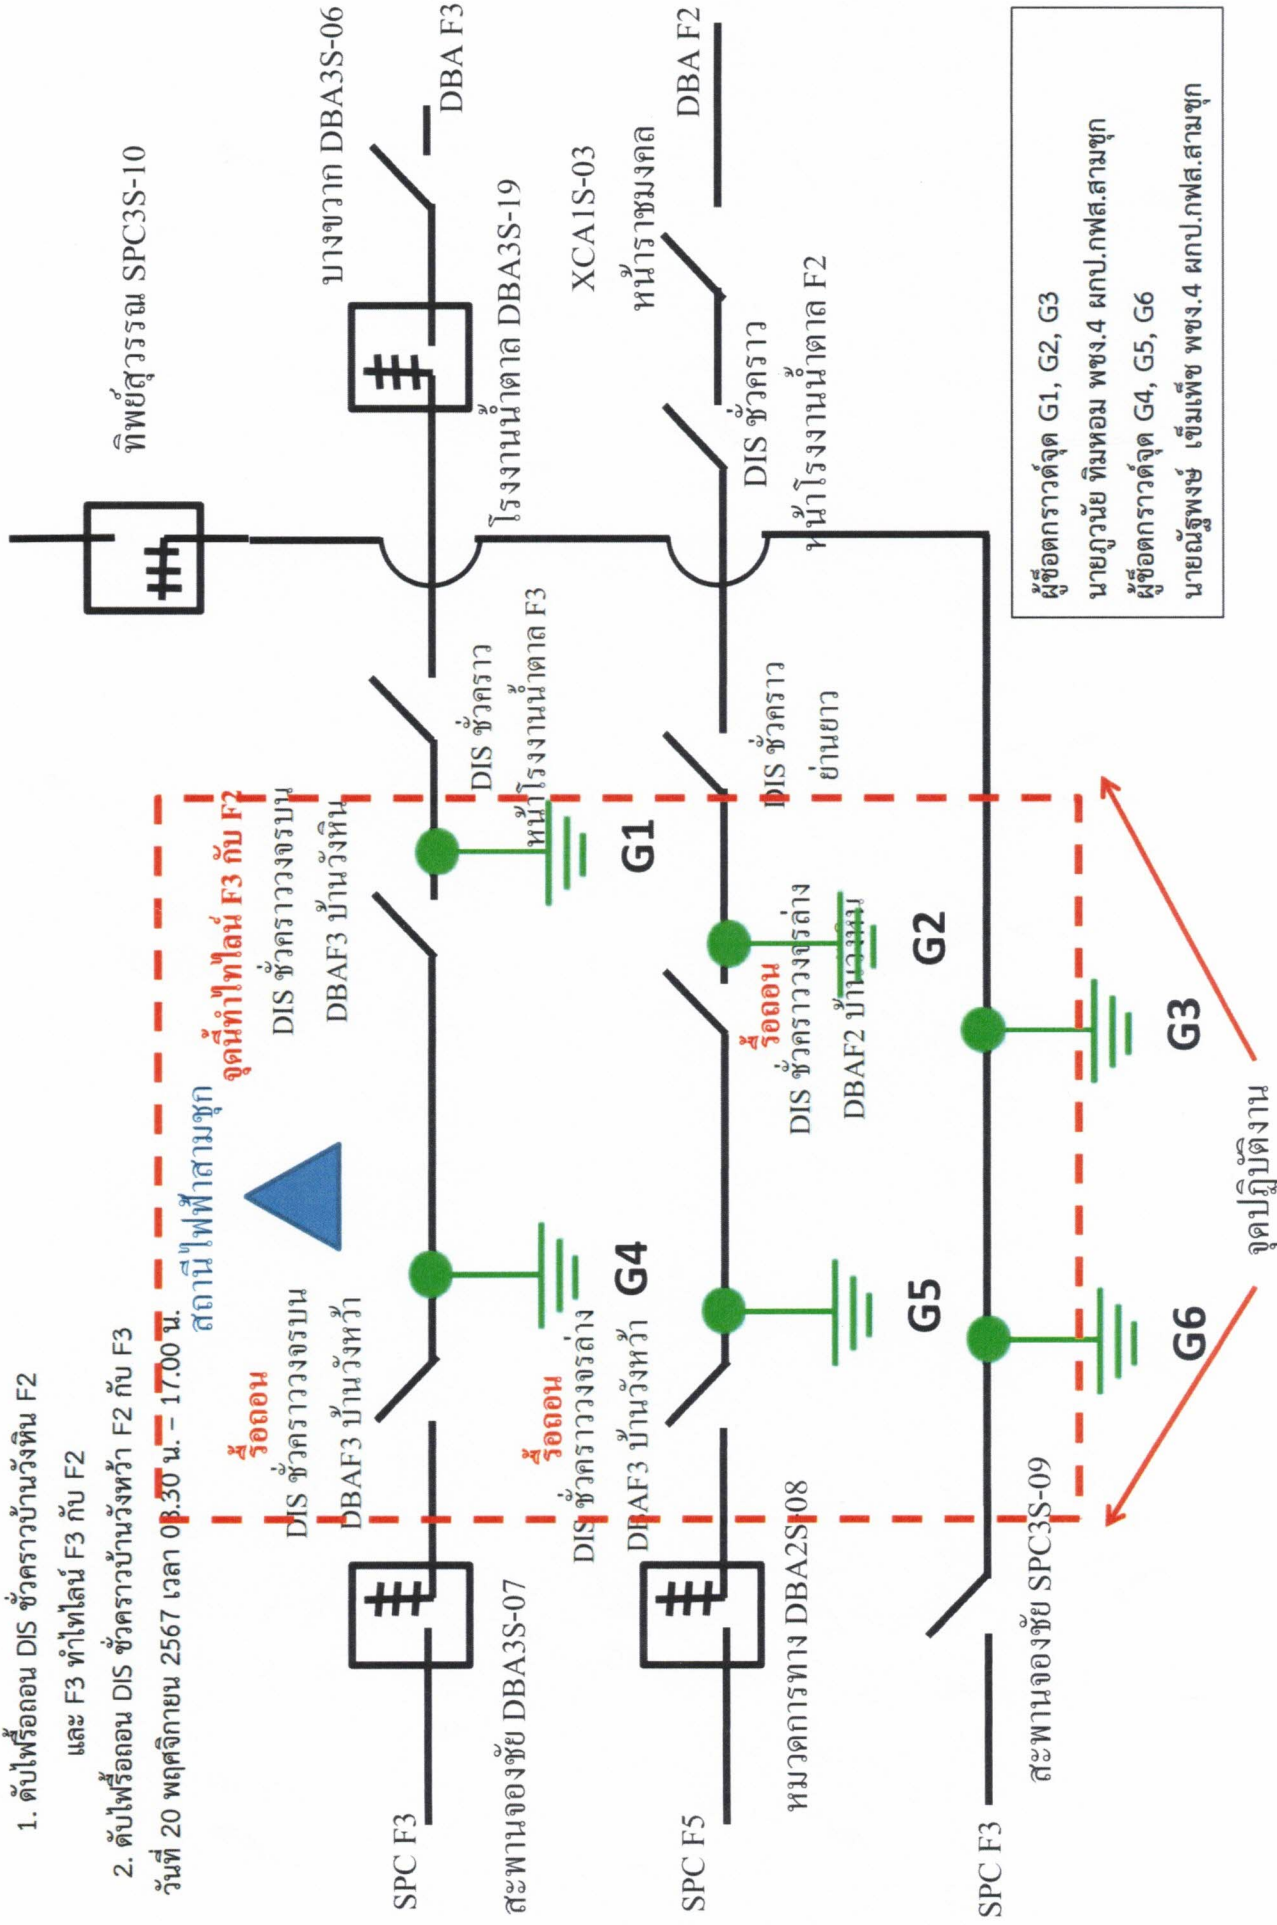 1. ดับไฟรื้อถอน DIS ชั่วคราวบ้านวังหิน F2
และ F3 ทำไทไลน์ F3 กับ F2
2. ดับไฟรื้อถอน DIS ชั่วคราวบ้านวังหว้า F2 กับ F3
วันที่ 20 พฤศจิกายน 2567 เวลา 08.30 น. – 17.00 น.
สถานีไฟฟ้าสามชุก
จุดนี้ทำไทไลน์ F3 กับ F2
ทิพย์สุวรรณ SPC3S-10
รื้อถอน
DIS ชั่วคราววงจรบน
DBAF3 บ้านวังหว้า
DIS ชั่วคราววงจรบน
DBAF3 บ้านวังหิน
บางขวาก DBA3S-06
SPC F3
DBA F3
สะพานจองชัย DBA3S-07
G4
G1
DIS ชั่วคราว
หน้าโรงงานน้ำตาล F3
โรงงานน้ำตาล DBA3S-19
รื้อถอน
DIS ชั่วคราววงจรล่าง
DBAF3 บ้านวังหว้า
XCA1S-03
หน้าราชมงคล
SPC F5
DBA F2
หมวดการทาง DBA2S-08
G5
รื้อถอน
DIS ชั่วคราววงจรล่าง
DBAF2 บ้านวังหิน
G2
DIS ชั่วคราว
ย่านยาว
DIS ชั่วคราว
หน้าโรงงานน้ำตาล F2
SPC F3
สะพานจองชัย SPC3S-09
G6
G3
จุดปฏิบัติงาน
ผู้ช็อตกราวด์จุด G1, G2, G3
นายภูวนัย ทิมหอม พชง.4 ผกป.กฟส.สามชุก
ผู้ช็อตกราวด์จุด G4, G5, G6
นายณัฐพงษ์ เข็มเพ็ชร พชง.4 ผกป.กฟส.สามชุก